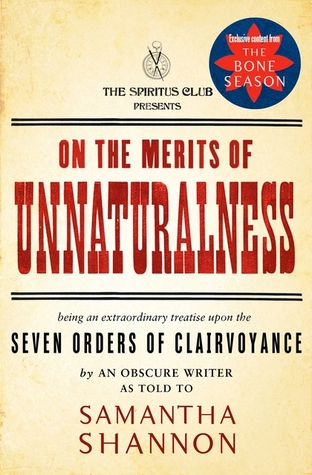 Exclusive content from
THE
BONE
SEASON
THE SPIRITUS CLUB
PRESENTS
ON THE MERITS OF
UNNATURALNESS
being an extraordinary treatise upon the
SEVEN ORDERS OF CLAIRVOYANCE
by AN OBSCURE WRITER
AS TOLD TO
SAMANTHA
SHANNON